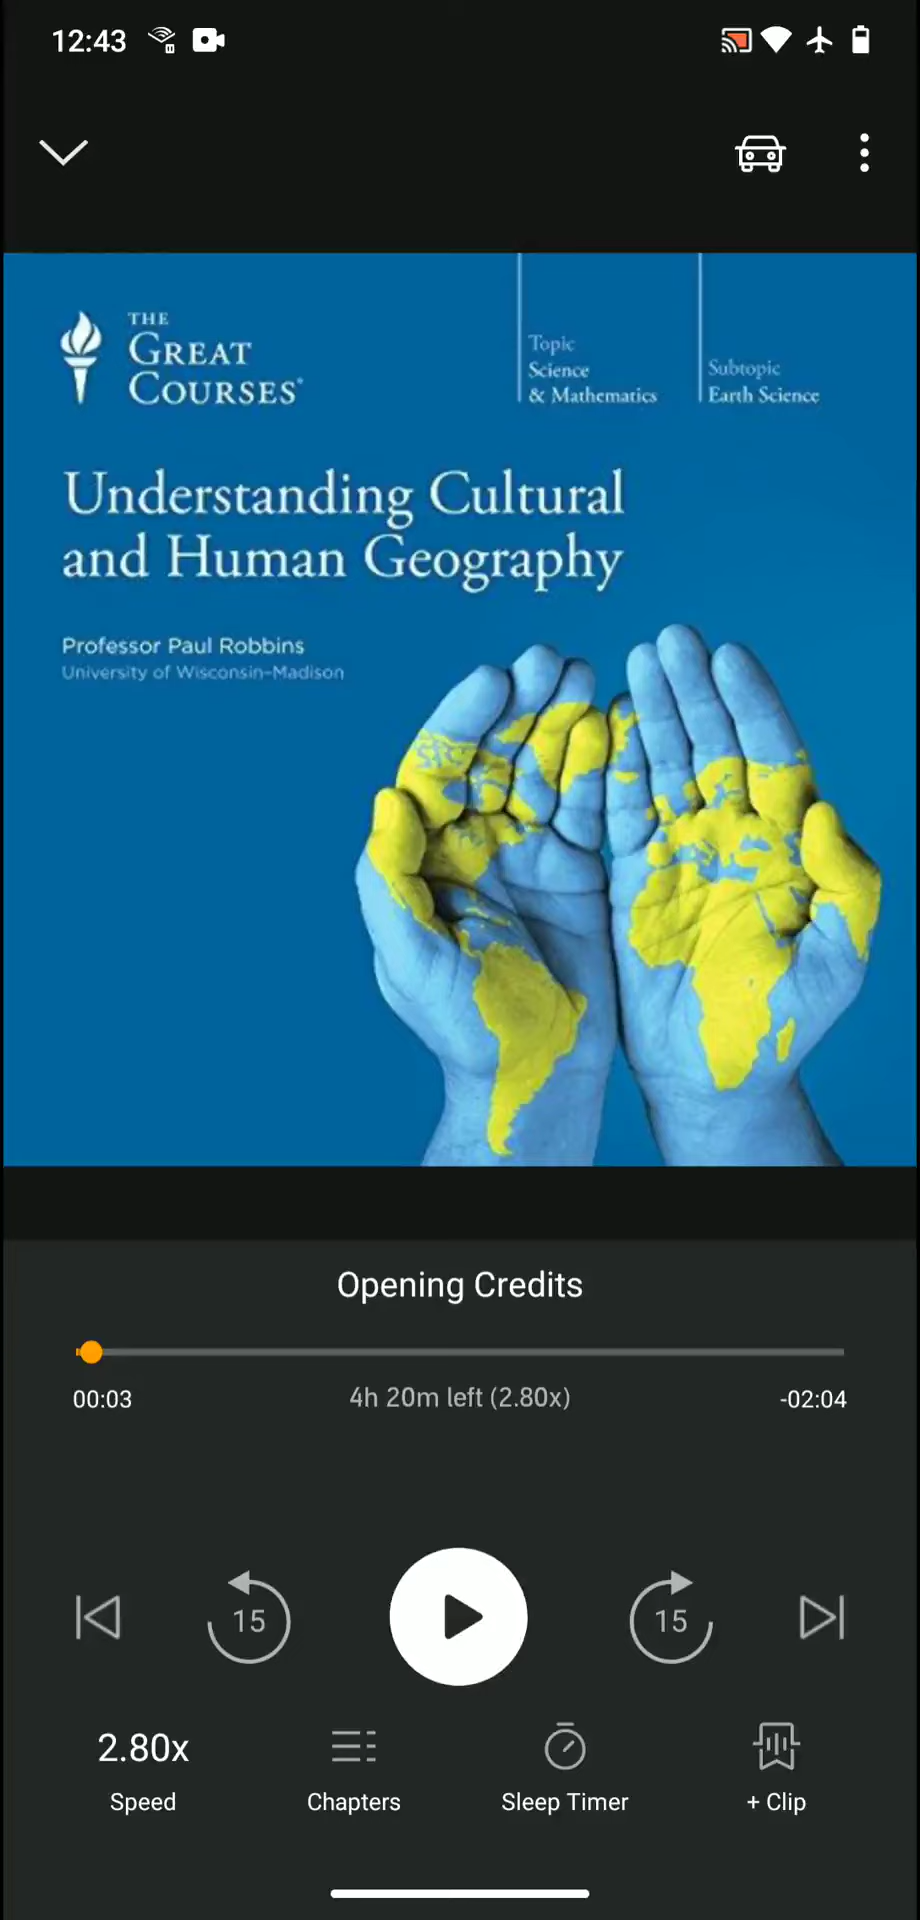 12:43
THE
GREAT
COURSES®
Topic
Science
& Mathematics
Subtopic
Earth Science
Understanding Cultural
and Human Geography
Professor Paul Robbins
University of Wisconsin-Madison
Opening Credits
00:03
4h 20m left (2.80x)
-02:04
15
15
2.80x
Speed
Chapters
Sleep Timer
+ Clip